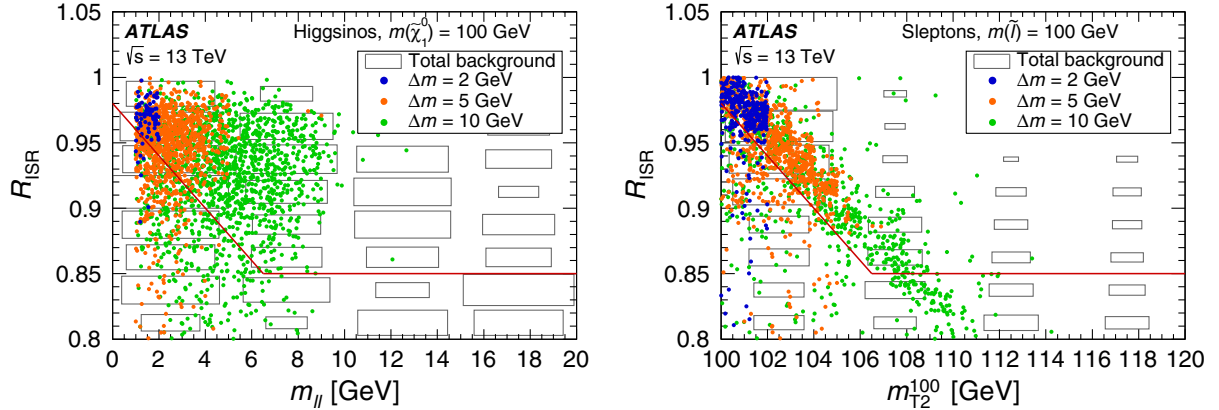 ATLAS Higgsinos, m(χ̃⁰₁) = 100 GeV
√s = 13 TeV
Total background
Δm = 2 GeV
Δm = 5 GeV
Δm = 10 GeV
R_ISR
1.05
1
0.95
0.9
0.85
0.8
0 2 4 6 8 10 12 14 16 18 20
m_ll [GeV]
ATLAS Sleptons, m(l̃) = 100 GeV
√s = 13 TeV
Total background
Δm = 2 GeV
Δm = 5 GeV
Δm = 10 GeV
R_ISR
1.05
1
0.95
0.9
0.85
0.8
100 102 104 106 108 110 112 114 116 118 120
m_T2^100 [GeV]